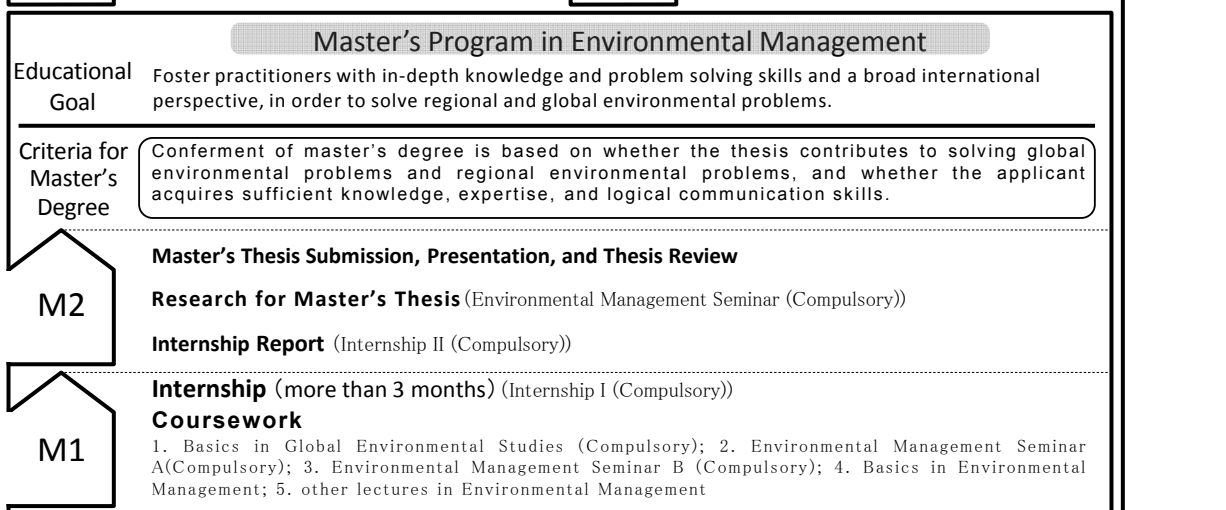 Master's Program in Environmental Management
Educational
Goal
Foster practitioners with in-depth knowledge and problem solving skills and a broad international
perspective, in order to solve regional and global environmental problems.
Criteria for
Master's
Degree
Conferment of master's degree is based on whether the thesis contributes to solving global
environmental problems and regional environmental problems, and whether the applicant
acquires sufficient knowledge, expertise, and logical communication skills.
M2
Master's Thesis Submission, Presentation, and Thesis Review
Research for Master's Thesis (Environmental Management Seminar (Compulsory))
Internship Report (Internship II (Compulsory))
M1
Internship (more than 3 months) (Internship I (Compulsory))
Coursework
1. Basics in Global Environmental Studies (Compulsory); 2. Environmental Management Seminar
A(Compulsory); 3. Environmental Management Seminar B (Compulsory); 4. Basics in Environmental
Management; 5. other lectures in Environmental Management